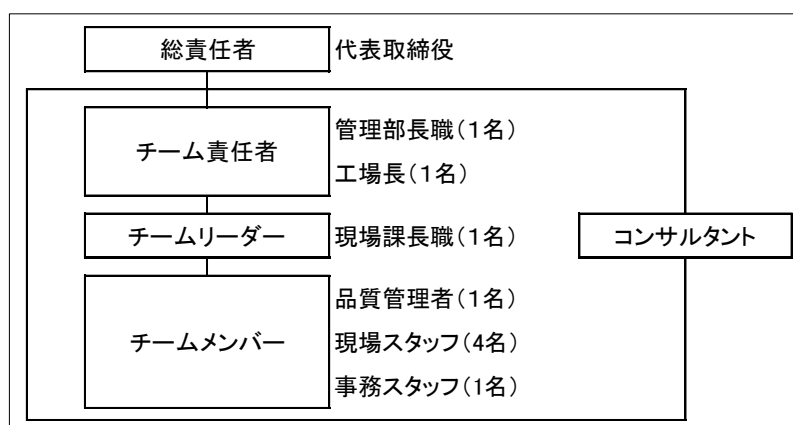 総責任者 代表取締役
チーム責任者
管理部長職(１名)
工場長(１名)
チームリーダー 現場課長職(１名) コンサルタント
チームメンバー
品質管理者(１名)
現場スタッフ(４名)
事務スタッフ(１名)